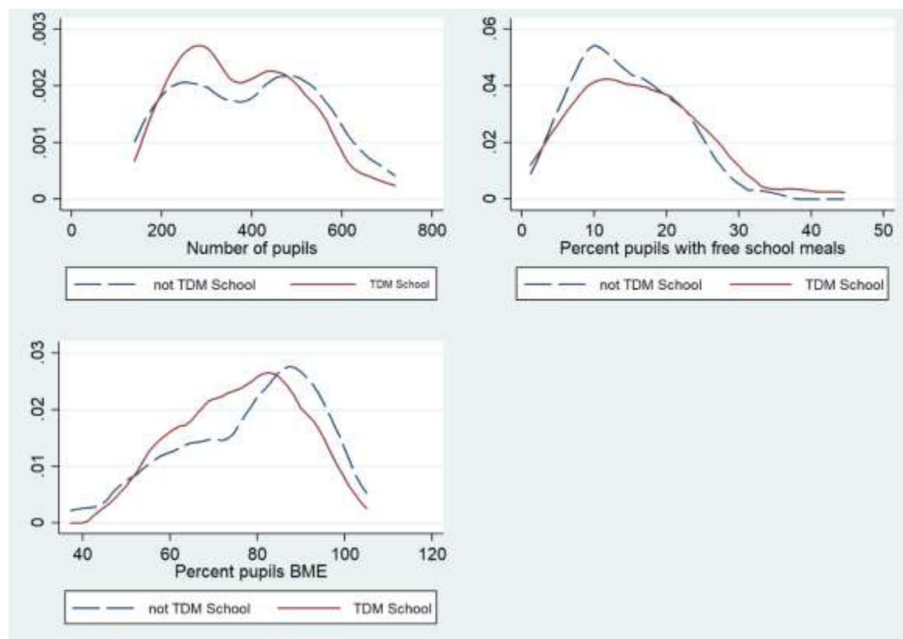 .003
.002
.001
0
0 200 400 600 800
Number of pupils
not TDM School TDM School
.06
.04
.02
0
0 10 20 30 40 50
Percent pupils with free school meals
not TDM School TDM School
.03
.02
.01
0
40 60 80 100 120
Percent pupils BME
not TDM School TDM School